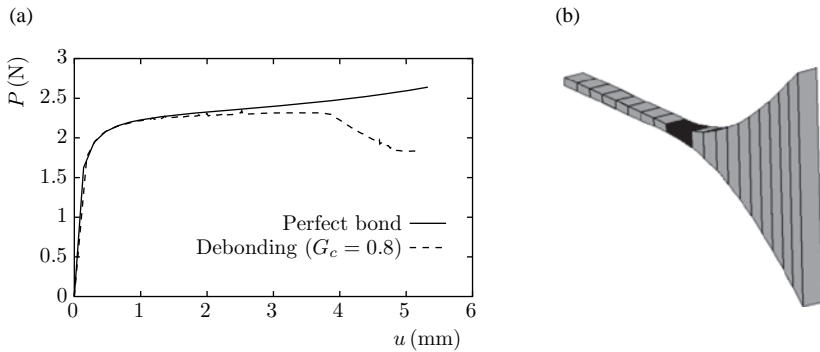 (a)
(b)
P (N)
3
2.5
2
1.5
1
0.5
0
Perfect bond
Debonding (G_c = 0.8)
0 1 2 3 4 5 6
u (mm)